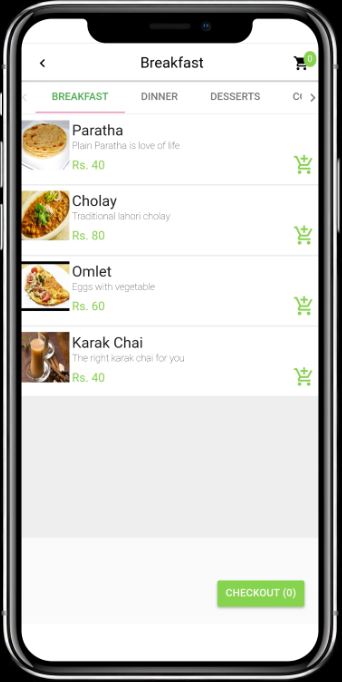 Breakfast
0
BREAKFAST
DINNER
DESSERTS
Paratha
Plain Paratha is love of life
Rs. 40
Cholay
Traditional lahori cholay
Rs. 80
Omlet
Eggs with vegetable
Rs. 60
Karak Chai
The right karak chai for you
Rs. 40
CHECKOUT (0)